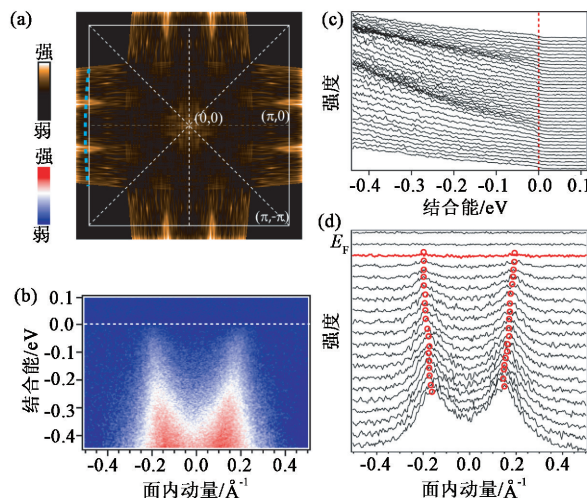 (a)
强
弱
强
弱
(0,0)
(π,0)
(π,-π)
(b)
0.1
0.0
-0.1
-0.2
-0.3
-0.4
结合能/eV
-0.4 -0.2 0.0 0.2 0.4
面内动量/Å⁻¹
(c)
强度
-0.4 -0.3 -0.2 -0.1 0.0 0.1
结合能/eV
(d)
E_F
强度
-0.4 -0.2 0.0 0.2 0.4
面内动量/Å⁻¹